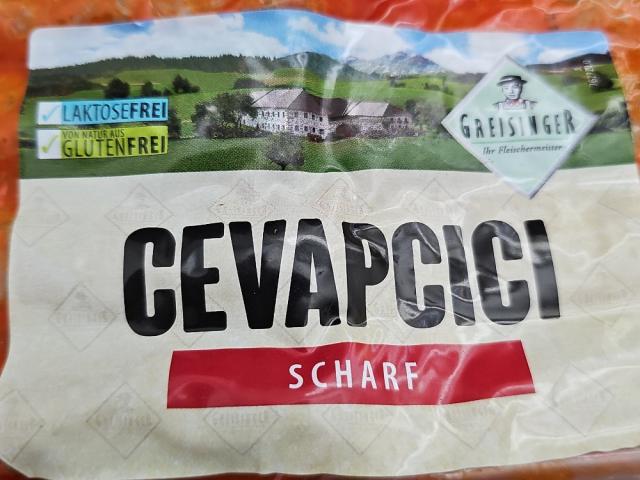 LAKTOSEFREI
VON NATUR AUS
GLUTENFREI
GREISINGER
Ihr Fleischermeister
CEVAPCICI
SCHARF